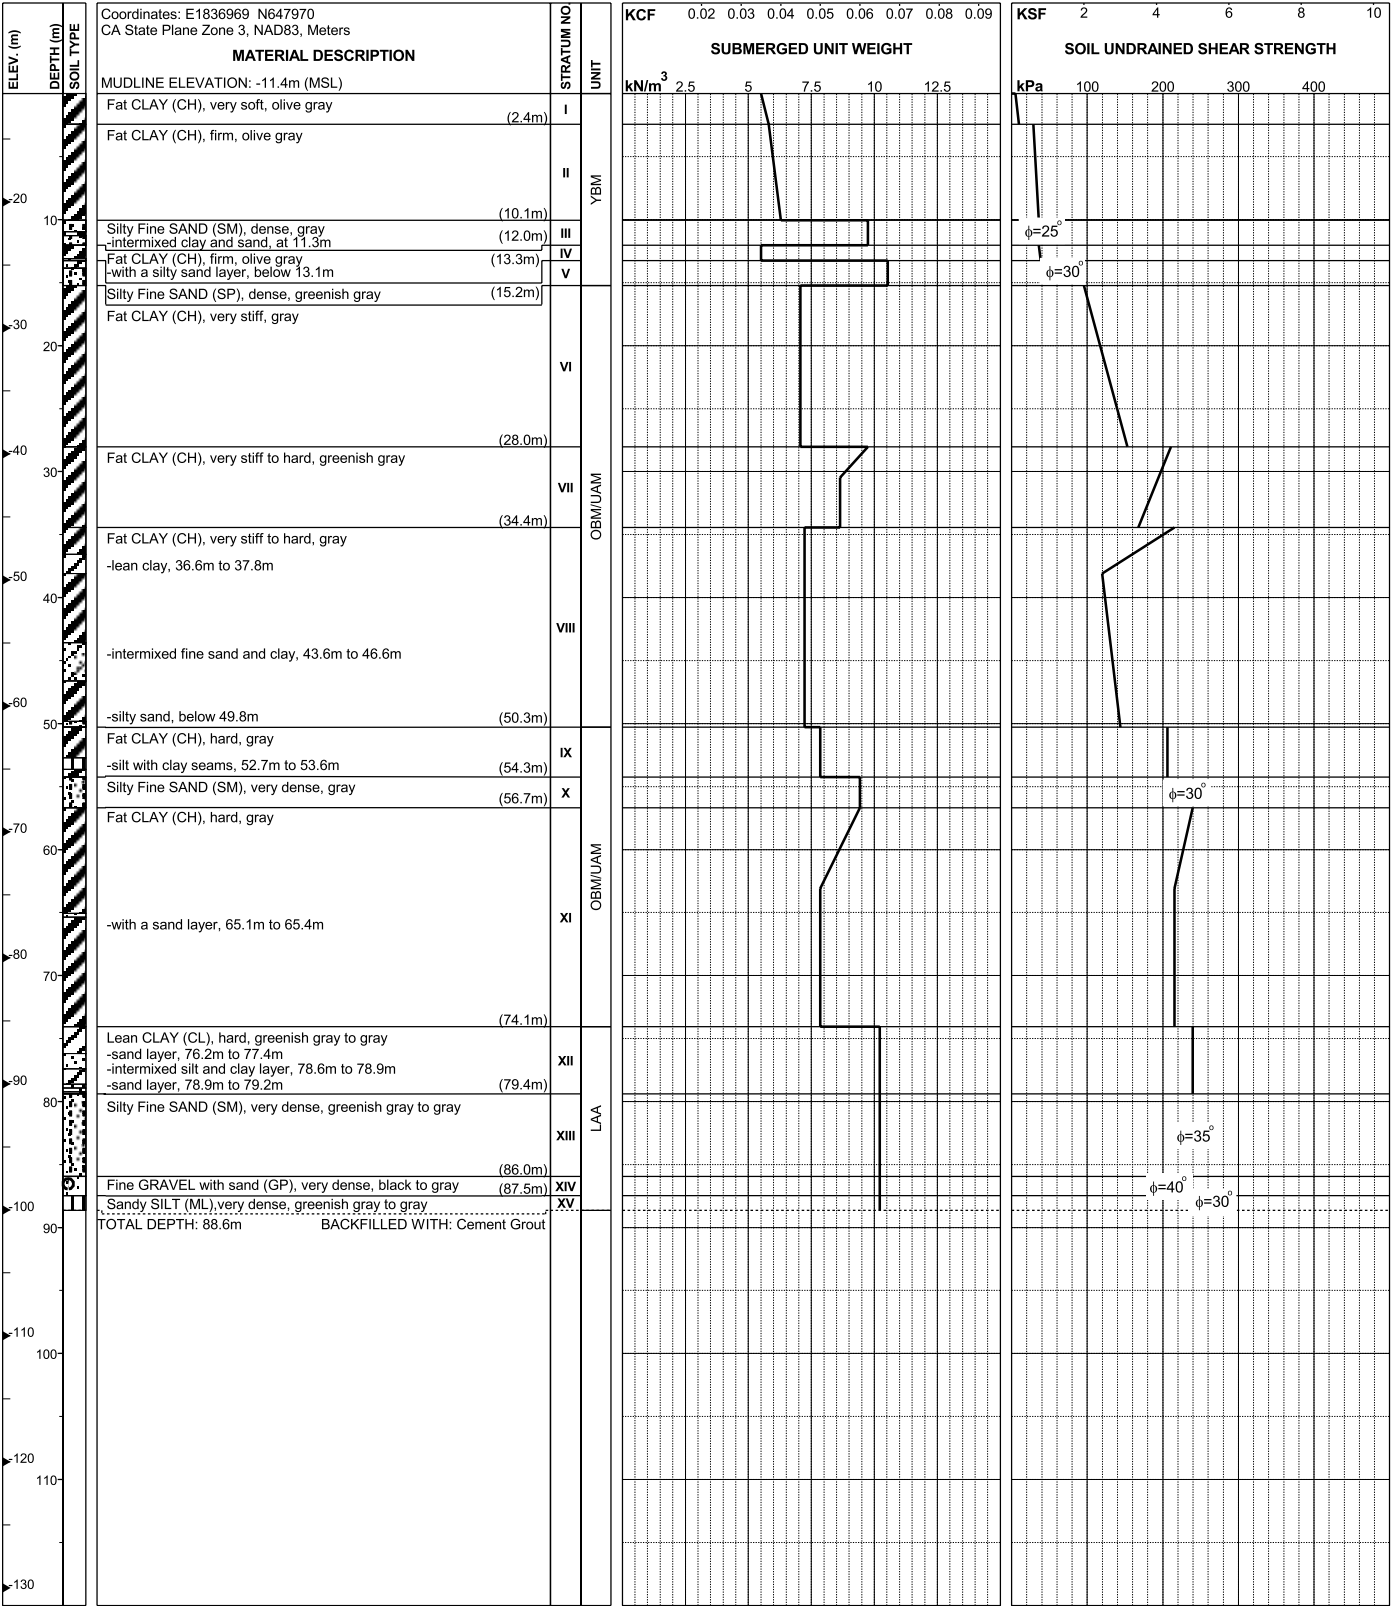 Coordinates: E1836969 N647970
CA State Plane Zone 3, NAD83, Meters
MATERIAL DESCRIPTION
MUDLINE ELEVATION: -11.4m (MSL)
ELEV. (m)
DEPTH (m)
SOIL TYPE
STRATUM NO.
UNIT
KCF 0.02 0.03 0.04 0.05 0.06 0.07 0.08 0.09
SUBMERGED UNIT WEIGHT
kN/m3 2.5 5 7.5 10 12.5
KSF 2 4 6 8 10
SOIL UNDRAINED SHEAR STRENGTH
kPa 100 200 300 400
Fat CLAY (CH), very soft, olive gray
(2.4m)
I
Fat CLAY (CH), firm, olive gray
II
YBM
-20
(10.1m)
10
Silty Fine SAND (SM), dense, gray
-intermixed clay and sand, at 11.3m
(12.0m)
III
ϕ=25°
Fat CLAY (CH), firm, olive gray
(13.3m)
IV
-with a silty sand layer, below 13.1m
V
ϕ=30°
Silty Fine SAND (SP), dense, greenish gray
(15.2m)
Fat CLAY (CH), very stiff, gray
-30
20
VI
(28.0m)
-40
Fat CLAY (CH), very stiff to hard, greenish gray
30
VII
OBM/UAM
(34.4m)
Fat CLAY (CH), very stiff to hard, gray
-lean clay, 36.6m to 37.8m
-50
40
VIII
-intermixed fine sand and clay, 43.6m to 46.6m
-60
-silty sand, below 49.8m
(50.3m)
50
Fat CLAY (CH), hard, gray
IX
-silt with clay seams, 52.7m to 53.6m
(54.3m)
Silty Fine SAND (SM), very dense, gray
(56.7m)
X
ϕ=30°
Fat CLAY (CH), hard, gray
-70
60
OBM/UAM
XI
-with a sand layer, 65.1m to 65.4m
-80
70
(74.1m)
Lean CLAY (CL), hard, greenish gray to gray
-sand layer, 76.2m to 77.4m
XII
-intermixed silt and clay layer, 78.6m to 78.9m
-sand layer, 78.9m to 79.2m
(79.4m)
-90
80
Silty Fine SAND (SM), very dense, greenish gray to gray
LAA
XIII
ϕ=35°
(86.0m)
Fine GRAVEL with sand (GP), very dense, black to gray
(87.5m)
XIV
ϕ=40°
Sandy SILT (ML),very dense, greenish gray to gray
XV
ϕ=30°
-100
TOTAL DEPTH: 88.6m
BACKFILLED WITH: Cement Grout
90
-110
100
-120
110
-130